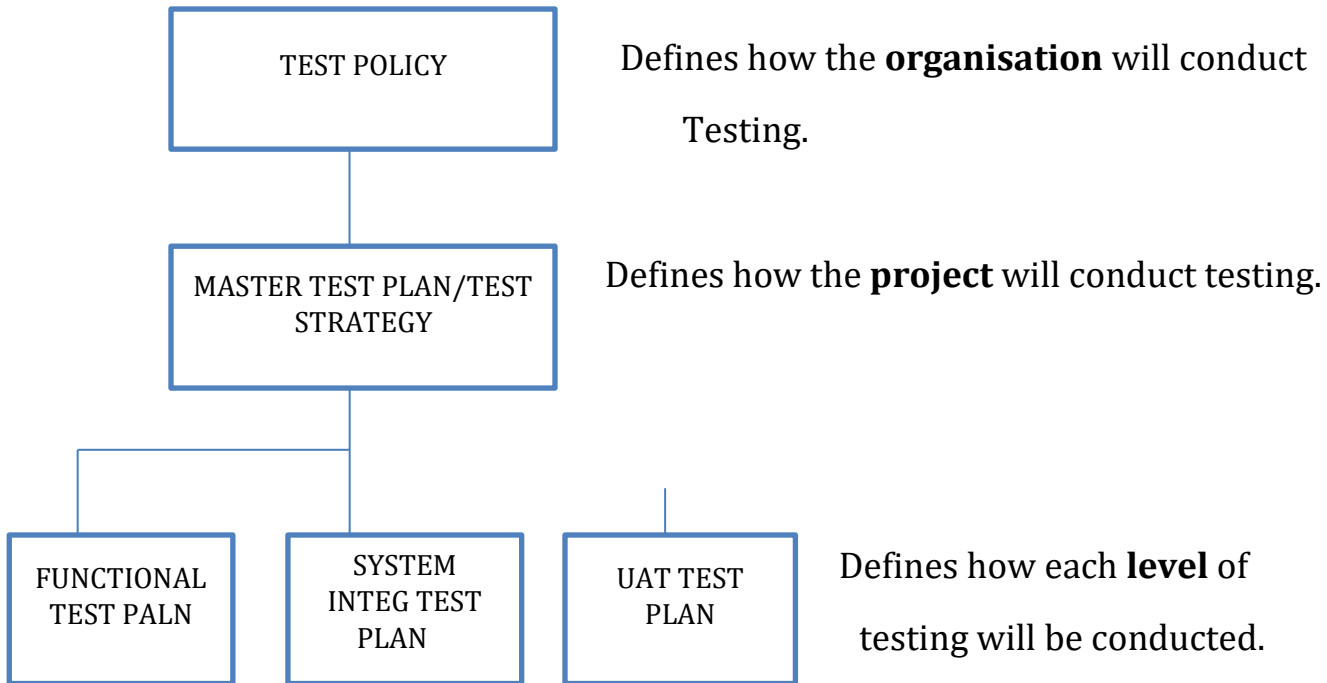 TEST POLICY
Defines how the organisation will conduct
Testing.
MASTER TEST PLAN/TEST
STRATEGY
Defines how the project will conduct testing.
FUNCTIONAL
TEST PALN
SYSTEM
INTEG TEST
PLAN
UAT TEST
PLAN
Defines how each level of
testing will be conducted.